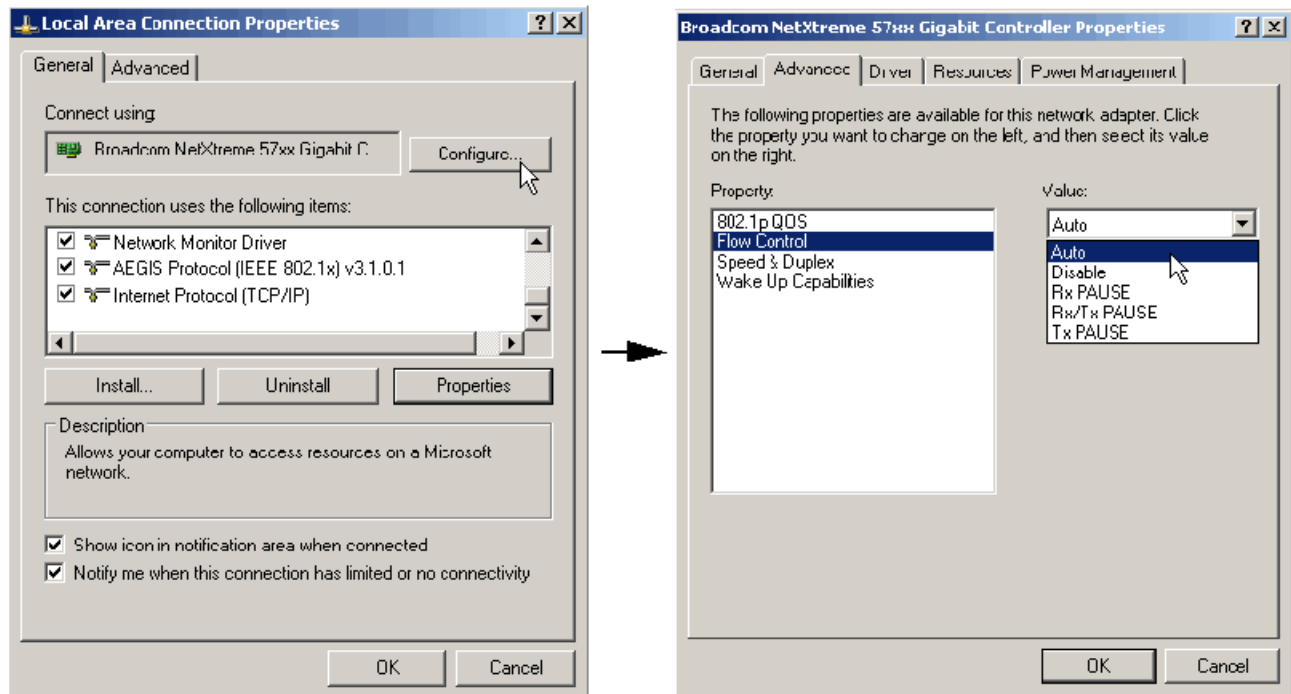 Local Area Connection Properties
General
Advanced
Connect using:
Broadcom NetXtreme 57xx Gigabit C
Configure...
This connection uses the following items:
Network Monitor Driver
AEGIS Protocol (IEEE 802.1x) v3.1.0.1
Internet Protocol (TCP/IP)
Install...
Uninstall
Properties
Description
Allows your computer to access resources on a Microsoft
network.
Show icon in notification area when connected
Notify me when this connection has limited or no connectivity
OK
Cancel
Broadcom NetXtreme 57xx Gigabit Controller Properties
General
Advanced
Driver
Resources
Power Management
The following properties are available for this network adapter. Click
the property you want to change on the left, and then select its value
on the right.
Property:
802.1p QOS
Flow Control
Speed & Duplex
Wake Up Capabilities
Value:
Auto
Auto
Disable
Rx PAUSE
Rx/Tx PAUSE
Tx PAUSE
OK
Cancel